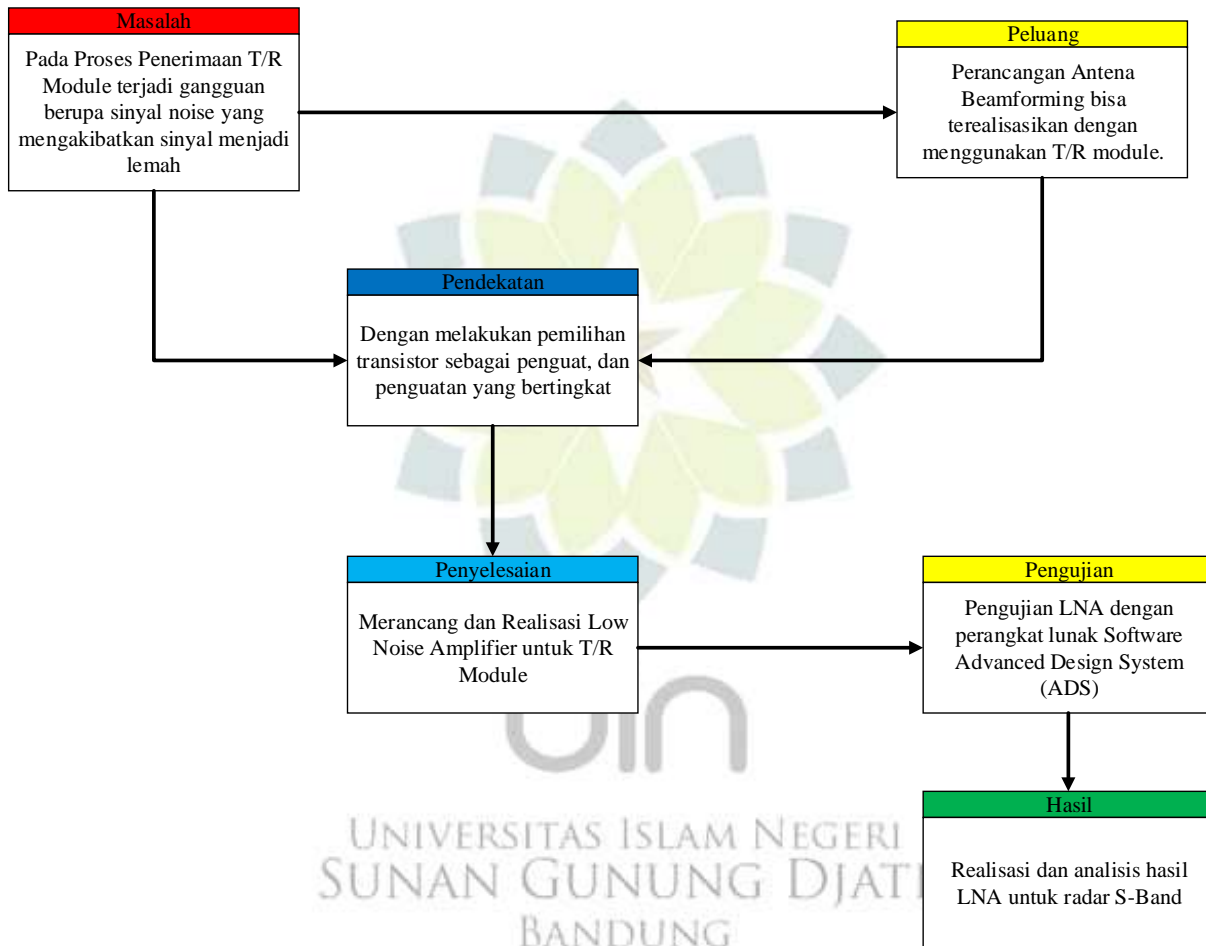 Masalah
Pada Proses Penerimaan T/R
Module terjadi gangguan
berupa sinyal noise yang
mengakibatkan sinyal menjadi
lemah
Peluang
Perancangan Antena
Beamforming bisa
terealisasikan dengan
menggunakan T/R module.
Pendekatan
Dengan melakukan pemilihan
transistor sebagai penguat, dan
penguatan yang bertingkat
Penyelesaian
Merancang dan Realisasi Low
Noise Amplifier untuk T/R
Module
Pengujian
Pengujian LNA dengan
perangkat lunak Software
Advanced Design System
(ADS)
Hasil
Realisasi dan analisis hasil
LNA untuk radar S-Band
uin
UNIVERSITAS ISLAM NEGERI
SUNAN GUNUNG DJATI
BANDUNG